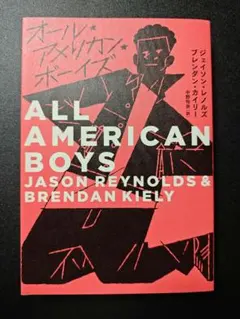 オール・
アメリカン・
ボーイズ
ジェイソン・レノルズ
ブレンダン・カイリー
ALL
AMERICAN
BOYS
JASON REYNOLDS &
BRENDAN KIELY